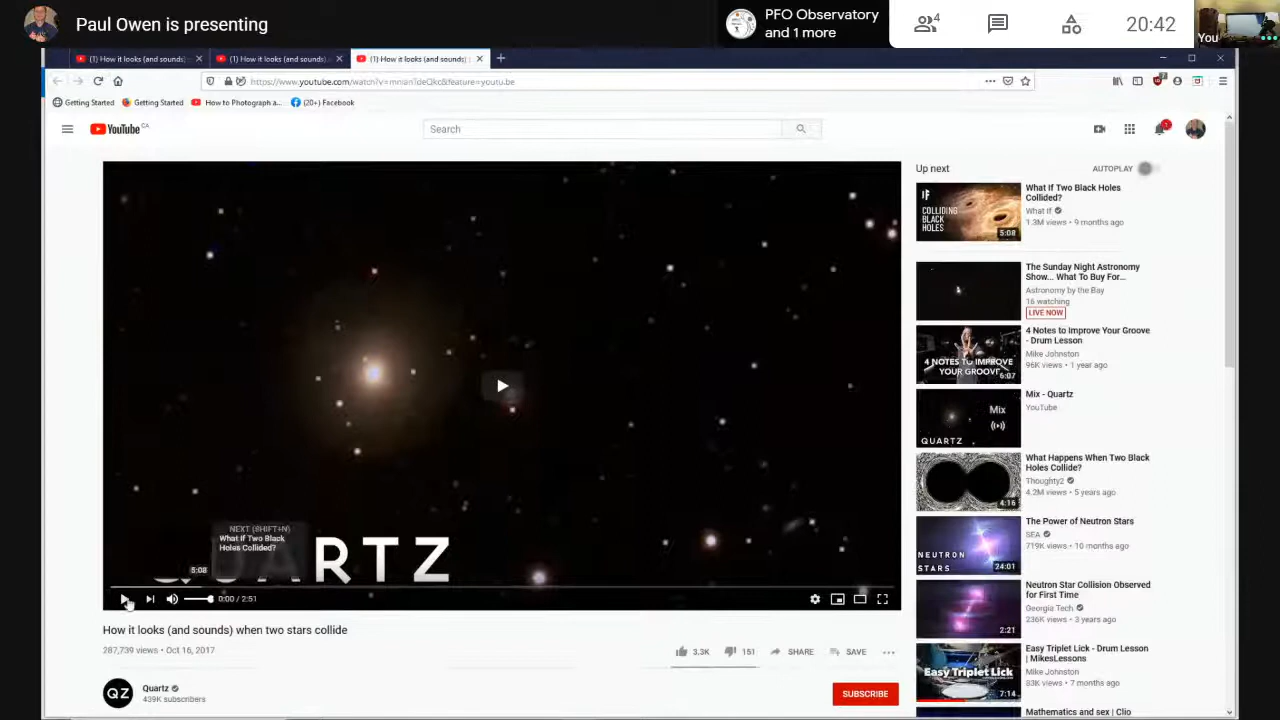 Paul Owen is presenting
PFO Observatory
and 1 more
4
20:42
You
(1) How it looks (and sounds)
(1) How it looks (and sounds)
(1) How it looks (and sounds)
Getting Started
Getting Started
How to Photograph a...
(20+) Facebook
YouTube CA
Search
Up next
AUTOPLAY
IF
COLLIDING
BLACK
HOLES
5:08
What If Two Black Holes
Collided?
What If
1.3M views • 9 months ago
The Sunday Night Astronomy
Show... What To Buy For...
Astronomy by the Bay
16 watching
LIVE NOW
4 NOTES TO IMPROVE
YOUR GROOVE
6:07
4 Notes to Improve Your Groove
- Drum Lesson
Mike Johnston
96K views • 1 year ago
Mix
QUARTZ
Mix - Quartz
YouTube
4:16
What Happens When Two Black
Holes Collide?
Thoughty2
4.2M views • 5 years ago
NEUTRON
STARS
24:01
The Power of Neutron Stars
SEA
719K views • 10 months ago
2:21
Neutron Star Collision Observed
for First Time
Georgia Tech
236K views • 3 years ago
Easy Triplet Lick
7:14
Easy Triplet Lick - Drum Lesson
| MikesLessons
Mike Johnston
83K views • 7 months ago
Mathematics and sex | Clio
NEXT (SHIFT+N)
What If Two Black
Holes Collided?
5:08
ARTZ
0:00 / 2:51
How it looks (and sounds) when two stars collide
287,739 views • Oct 16, 2017
3.3K
151
SHARE
SAVE
QZ
Quartz
439K subscribers
SUBSCRIBE